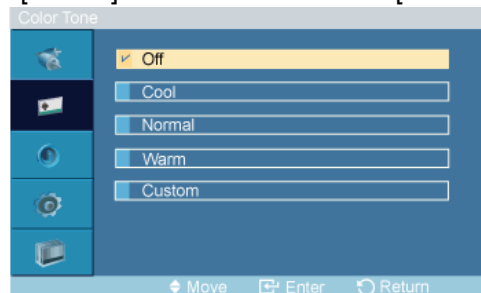 Color Tone
Off
Cool
Normal
Warm
Custom
Move Enter Return